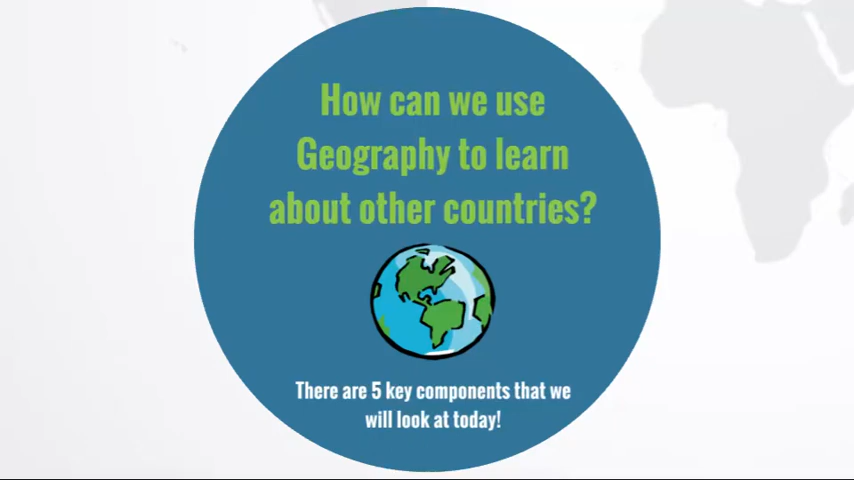 How can we use
Geography to learn
about other countries?
There are 5 key components that we
will look at today!